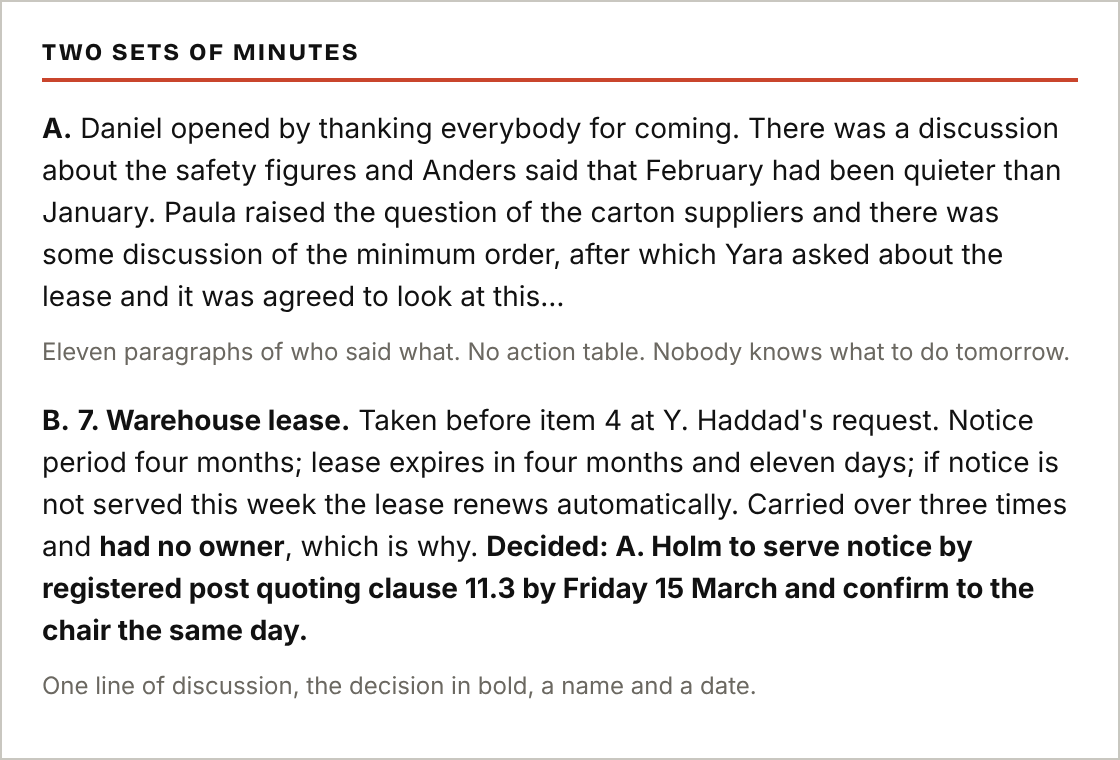 TWO SETS OF MINUTES
A. Daniel opened by thanking everybody for coming. There was a discussion
about the safety figures and Anders said that February had been quieter than
January. Paula raised the question of the carton suppliers and there was
some discussion of the minimum order, after which Yara asked about the
lease and it was agreed to look at this...
Eleven paragraphs of who said what. No action table. Nobody knows what to do tomorrow.
B. 7. Warehouse lease. Taken before item 4 at Y. Haddad's request. Notice
period four months; lease expires in four months and eleven days; if notice is
not served this week the lease renews automatically. Carried over three times
and had no owner, which is why. Decided: A. Holm to serve notice by
registered post quoting clause 11.3 by Friday 15 March and confirm to the
chair the same day.
One line of discussion, the decision in bold, a name and a date.